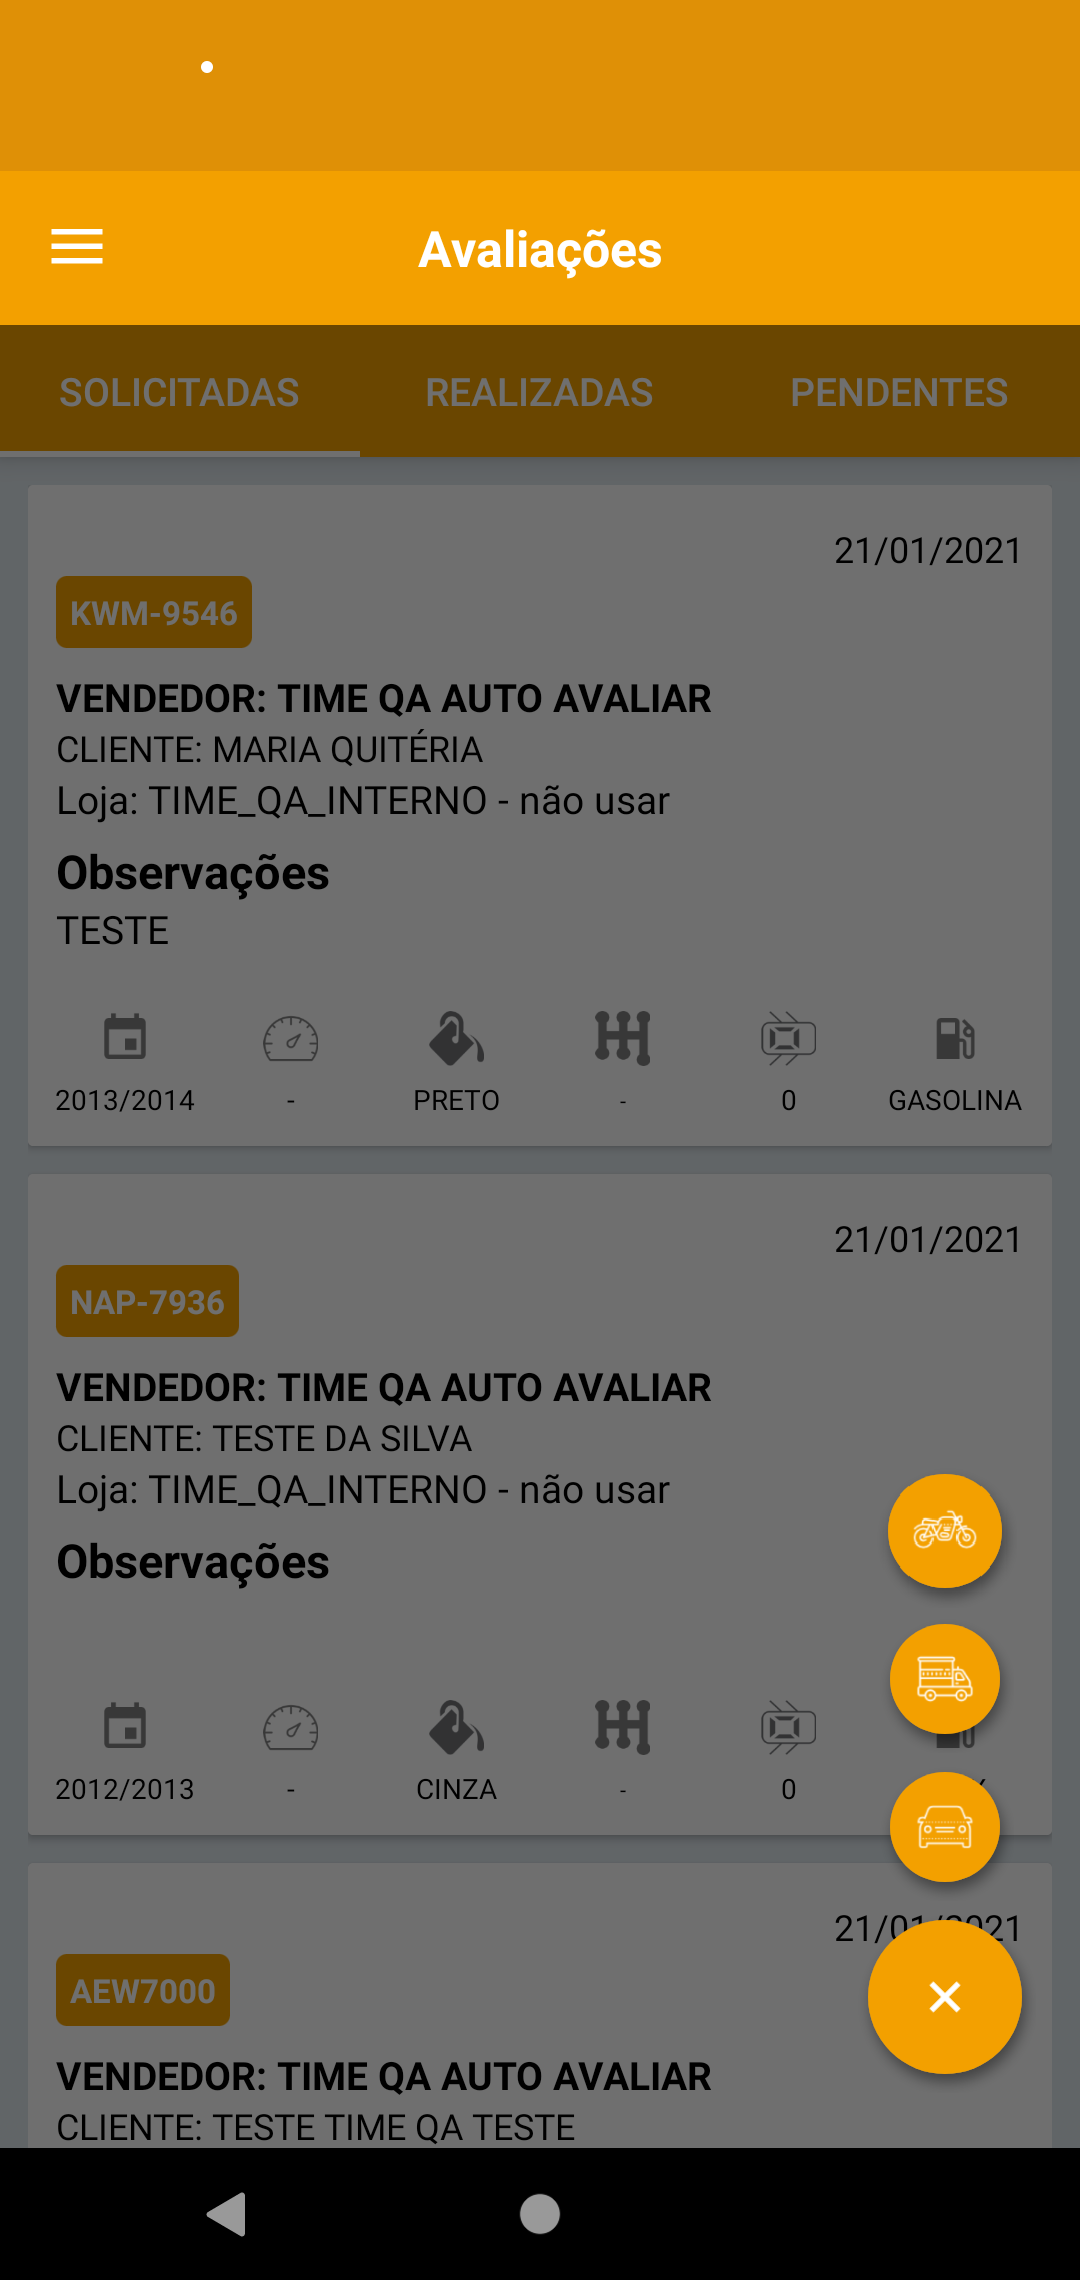 Avaliações
SOLICITADAS REALIZADAS PENDENTES
21/01/2021
KWM-9546
VENDEDOR: TIME QA AUTO AVALIAR
CLIENTE: MARIA QUITÉRIA
Loja: TIME_QA_INTERNO - não usar
Observações
TESTE
2013/2014 - PRETO - 0 GASOLINA
21/01/2021
NAP-7936
VENDEDOR: TIME QA AUTO AVALIAR
CLIENTE: TESTE DA SILVA
Loja: TIME_QA_INTERNO - não usar
Observações
2012/2013 - CINZA - 0
21/01/2021
AEW7000
VENDEDOR: TIME QA AUTO AVALIAR
CLIENTE: TESTE TIME QA TESTE